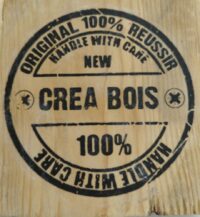 ORIGINAL 100% REUSSIR
HANDLE WITH CARE
NEW
CREA BOIS
100%
HANDLE WITH CARE